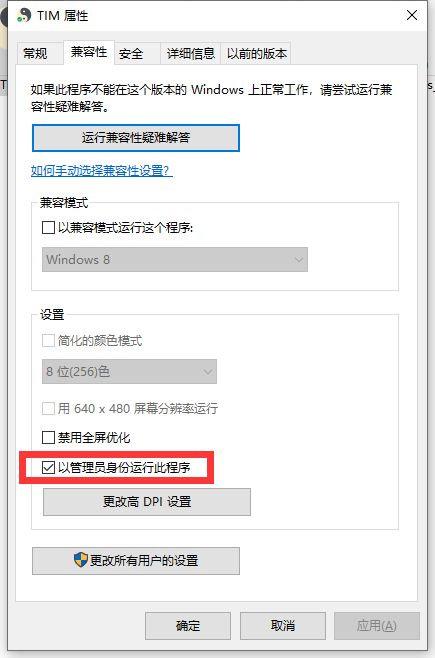 TIM 属性
常规
兼容性
安全
详细信息
以前的版本
如果此程序不能在这个版本的 Windows 上正常工作，请尝试运行兼
容性疑难解答。
运行兼容性疑难解答
如何手动选择兼容性设置？
兼容模式
以兼容模式运行这个程序:
Windows 8
设置
简化的颜色模式
8 位(256)色
用 640 x 480 屏幕分辨率运行
禁用全屏优化
以管理员身份运行此程序
更改高 DPI 设置
更改所有用户的设置
确定
取消
应用(A)